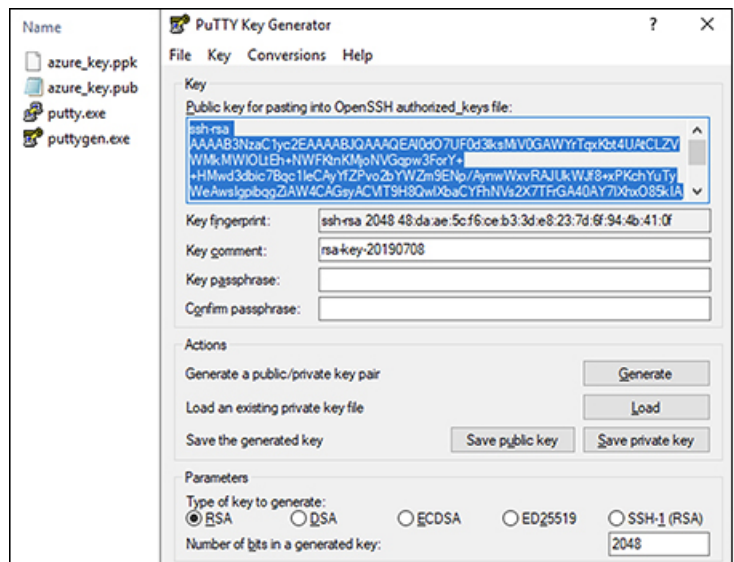 Name
azure_key.ppk
azure_key.pub
putty.exe
puttygen.exe
PuTTY Key Generator
File Key Conversions Help
Key
Public key for pasting into OpenSSH authorized_keys file:
ssh-rsa
Key fingerprint: ssh-rsa 2048 48:da:ae:5c:f6:ce:b3:3d:e8:23:7d:6f:94:4b:41:0f
Key comment: rsa-key-20190708
Key passphrase:
Confirm passphrase:
Actions
Generate a public/private key pair Generate
Load an existing private key file Load
Save the generated key Save public key Save private key
Parameters
Type of key to generate:
RSA DSA ECDSA ED25519 SSH-1 (RSA)
Number of bits in a generated key: 2048